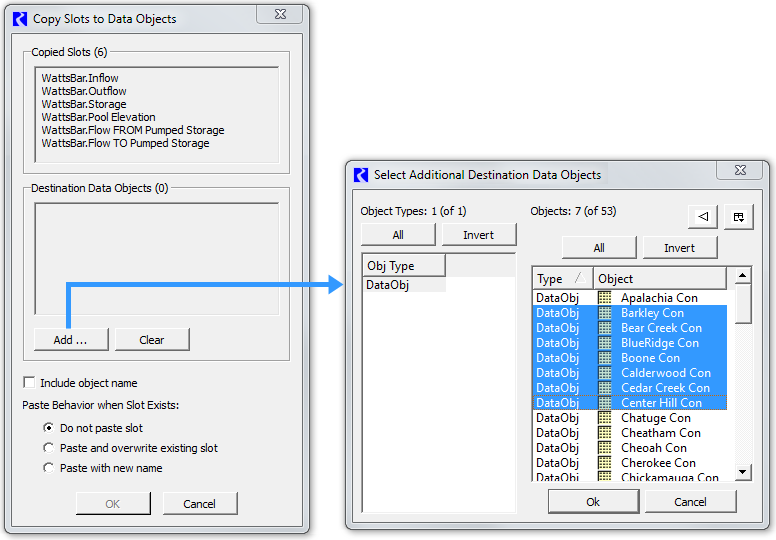 Copy Slots to Data Objects
Copied Slots (6)
WattsBar.Inflow
WattsBar.Outflow
WattsBar.Storage
WattsBar.Pool Elevation
WattsBar.Flow FROM Pumped Storage
WattsBar.Flow TO Pumped Storage
Destination Data Objects (0)
Add ... Clear
Include object name
Paste Behavior when Slot Exists:
Do not paste slot
Paste and overwrite existing slot
Paste with new name
OK Cancel
Select Additional Destination Data Objects
Object Types: 1 (of 1)
All Invert
Obj Type
DataObj
Objects: 7 (of 53)
All Invert
Type Object
DataObj Apalachia Con
DataObj Barkley Con
DataObj Bear Creek Con
DataObj BlueRidge Con
DataObj Boone Con
DataObj Calderwood Con
DataObj Cedar Creek Con
DataObj Center Hill Con
DataObj Chatuge Con
DataObj Cheatham Con
DataObj Cheoah Con
DataObj Cherokee Con
DataObj Chickamauga Con
Ok Cancel